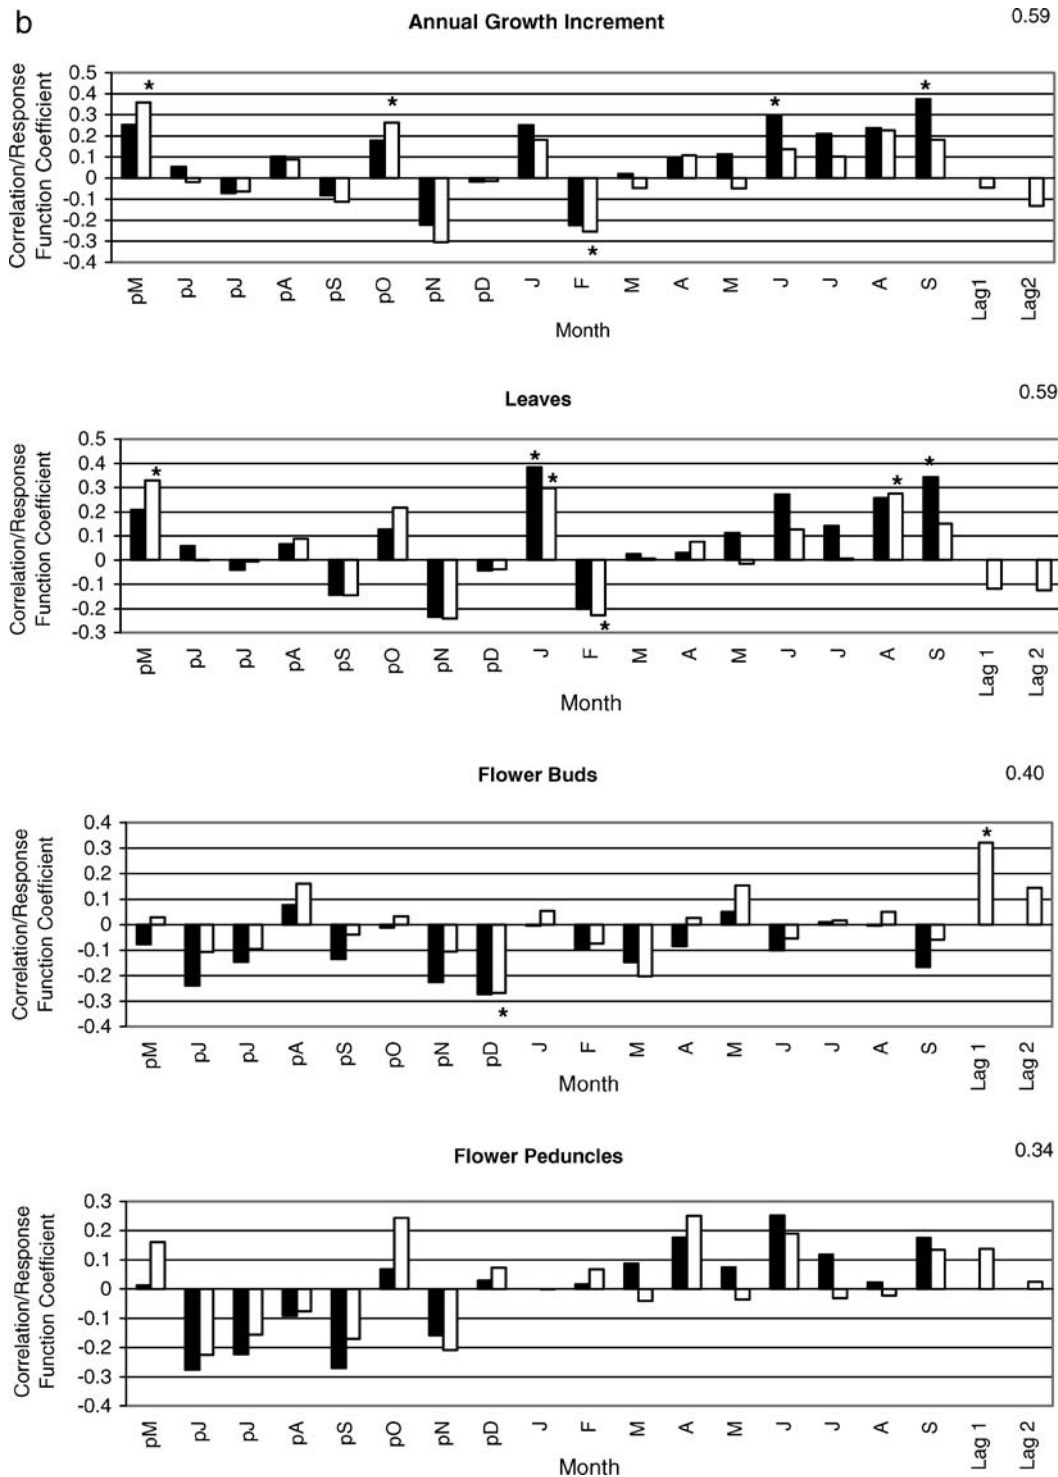 b
Annual Growth Increment
0.59
Correlation/Response
Function Coefficient
0.5
0.4
0.3
0.2
0.1
0
-0.1
-0.2
-0.3
-0.4
* * * * *
pM pJ pJ pA pS pO pN pD J F M A M J J A S Lag1 Lag2
Month
Leaves
0.59
Correlation/Response
Function Coefficient
0.5
0.4
0.3
0.2
0.1
0
-0.1
-0.2
-0.3
* * * * * *
pM pJ pJ pA pS pO pN pD J F M A M J J A S Lag 1 Lag 2
Month
Flower Buds
0.40
Correlation/Response
Function Coefficient
0.4
0.3
0.2
0.1
0
-0.1
-0.2
-0.3
-0.4
* *
pM pJ pJ pA pS pO pN pD J F M A M J J A S Lag 1 Lag 2
Month
Flower Peduncles
0.34
Correlation/Response
Function Coefficient
0.3
0.2
0.1
0
-0.1
-0.2
-0.3
-0.4
pM pJ pJ pA pS pO pN pD J F M A M J J A S Lag 1 Lag 2
Month